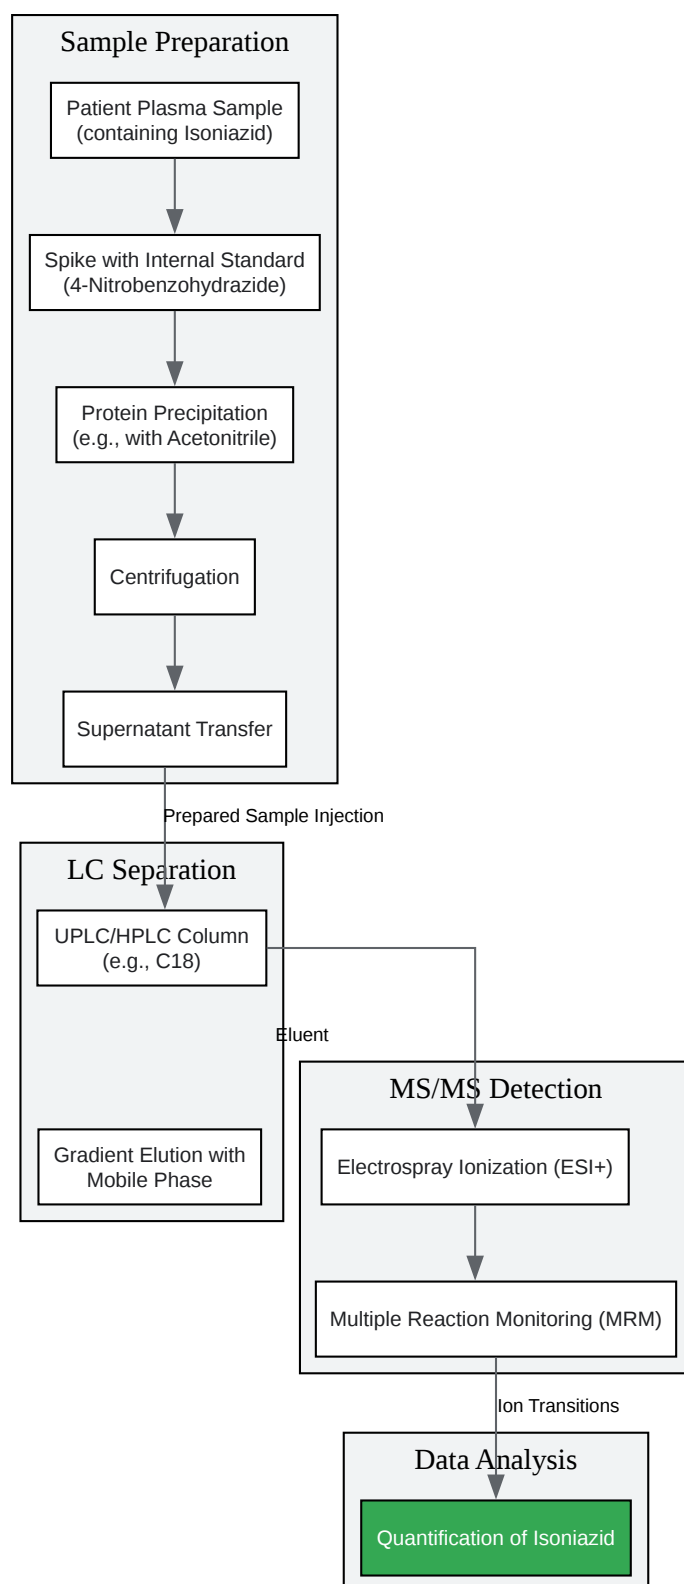 Sample Preparation
Patient Plasma Sample
(containing Isoniazid)
Spike with Internal Standard
(4-Nitrobenzohydrazide)
Protein Precipitation
(e.g., with Acetonitrile)
Centrifugation
Supernatant Transfer
Prepared Sample Injection
LC Separation
UPLC/HPLC Column
(e.g., C18)
Eluent
Gradient Elution with
Mobile Phase
MS/MS Detection
Electrospray Ionization (ESI+)
Multiple Reaction Monitoring (MRM)
Ion Transitions
Data Analysis
Quantification of Isoniazid